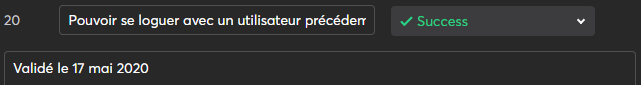 20 Pouvoir se loguer avec un utilisateur précédem Success
Validé le 17 mai 2020